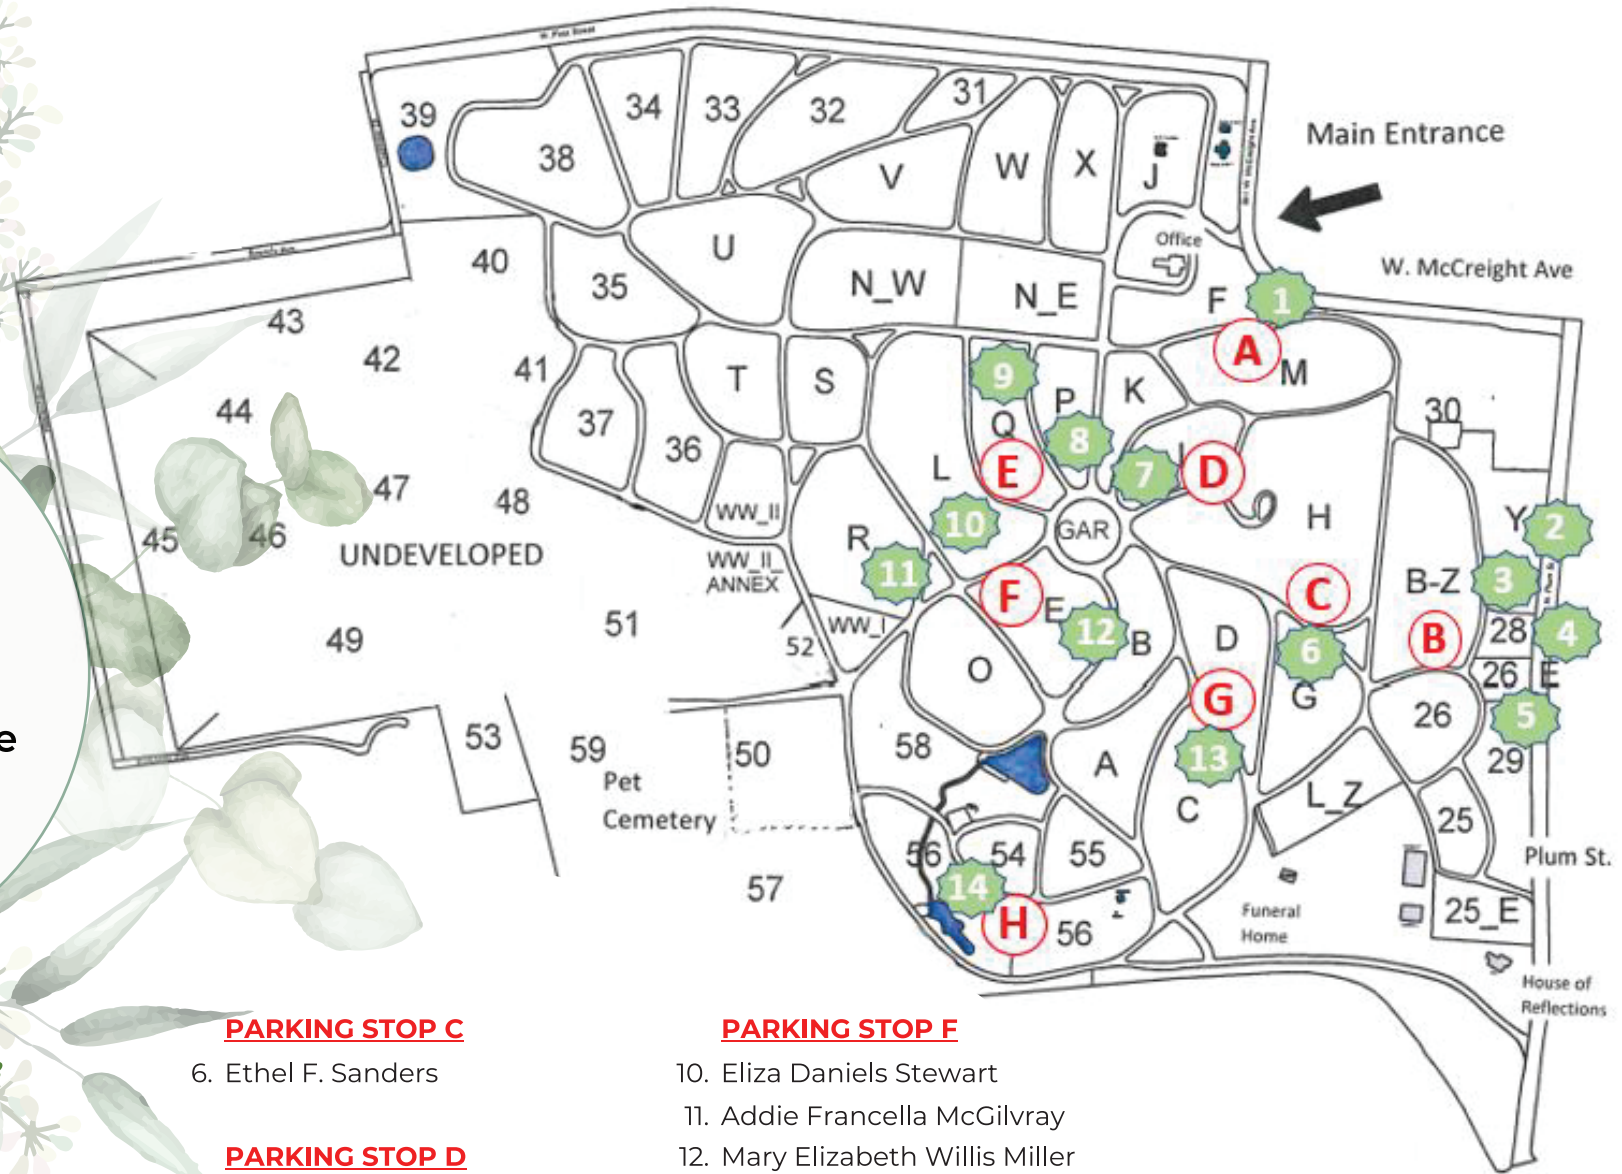 W. Pine Street
39
34
33
32
31
38
V
W
X
J
Main Entrance
U
Office
W. McCreight Ave
40
35
N_W
N_E
F
1
43
42
41
T
S
9
P
K
A
M
44
37
36
Q
8
30
L
E
7
D
47
48
WW_II
10
GAR
H
Y
2
45
46
UNDEVELOPED
R
WW_II_
ANNEX
11
F
E
C
B-Z
3
49
51
52
WW_I
12
B
D
6
B
28
4
O
G
G
26
E
26
5
53
59
50
58
A
13
29
Pet
Cemetery
C
L_Z
25
56
54
55
Plum St.
57
14
H
56
Funeral
Home
25_E
House of
Reflections
e
PARKING STOP C
6. Ethel F. Sanders
PARKING STOP D
PARKING STOP F
10. Eliza Daniels Stewart
11. Addie Francella McGilvray
12. Mary Elizabeth Willis Miller